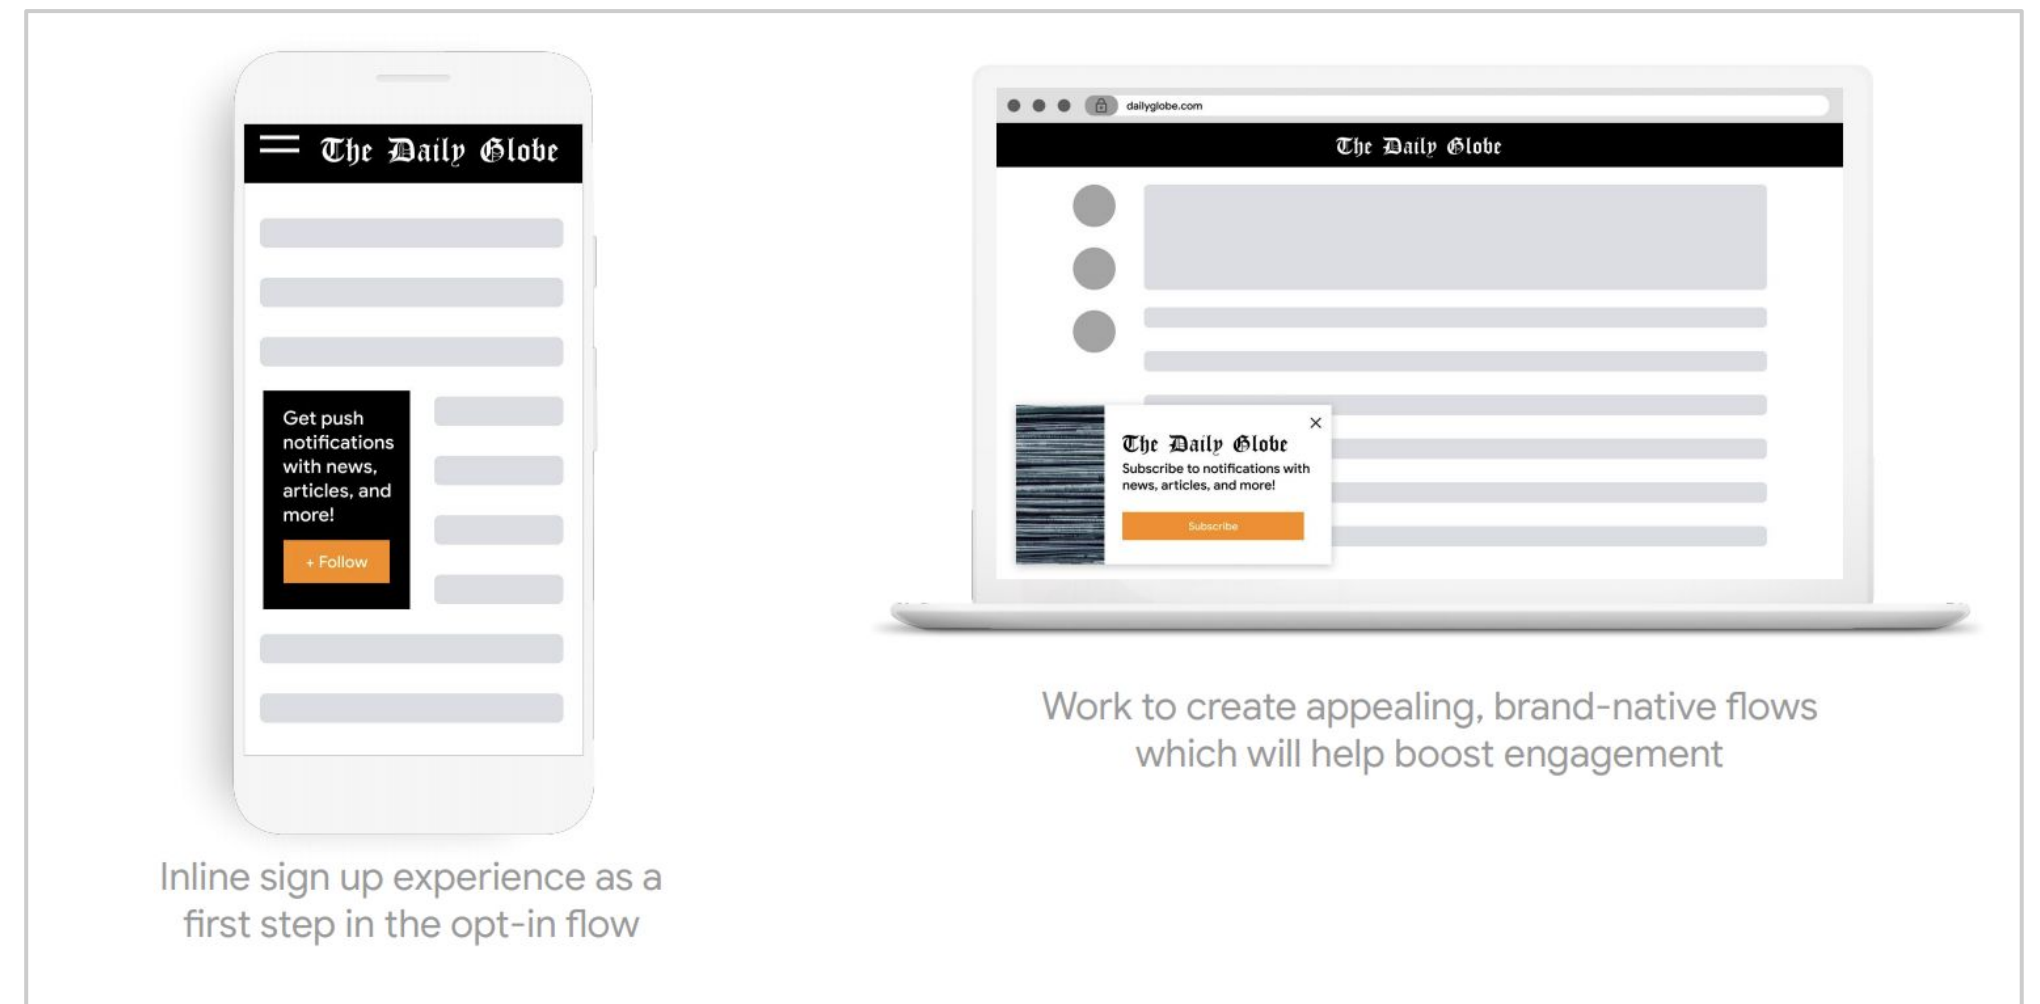 The Daily Globe
Get push
notifications
with news,
articles, and
more!
+ Follow
Inline sign up experience as a
first step in the opt-in flow
dailyglobe.com
The Daily Globe
The Daily Globe
Subscribe to notifications with
news, articles, and more!
Subscribe
Work to create appealing, brand-native flows
which will help boost engagement